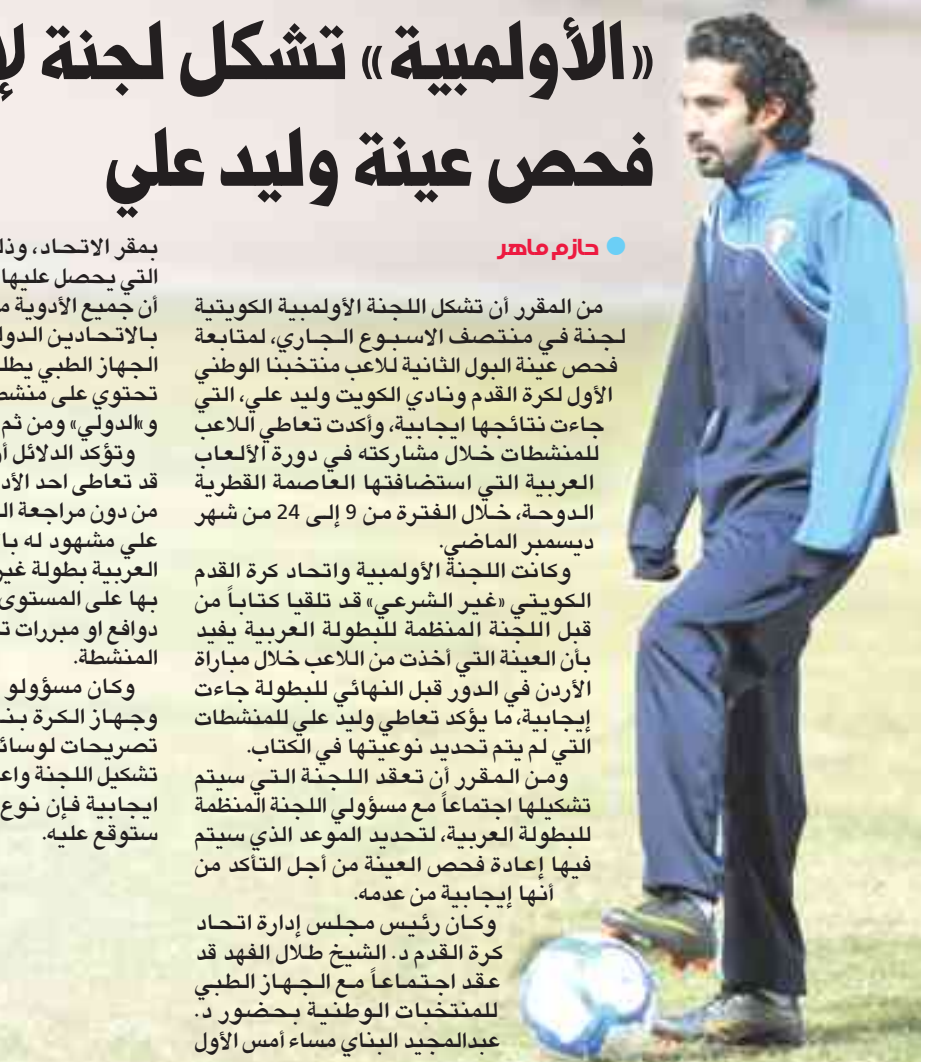 «الأولمبية» تشكل لجنة
فحص عينة وليد علي
حازم ماهر
من المقرر أن تشكل اللجنة الأولمبية الكويتية
لجنة في منتصف الاسبوع الجاري، لمتابعة
فحص عينة البول الثانية للاعب منتخبنا الوطني
الأول لكرة القدم ونادي الكويت وليد علي، التي
جاءت نتائجها ايجابية، وأكدت تعاطي اللاعب
للمنشطات خلال مشاركته في دورة الألعاب
العربية التي استضافتها العاصمة القطرية
الدوحة، خلال الفترة من 9 إلى 24 من شهر
ديسمبر الماضي.
وكانت اللجنة الأولمبية واتحاد كرة القدم
الكويتي «غير الشرعي» قد تلقيا كتاباً من
قبل اللجنة المنظمة للبطولة العربية يفيد
بأن العينة التي أخذت من اللاعب خلال مباراة
الأردن في الدور قبل النهائي للبطولة جاءت
إيجابية، ما يؤكد تعاطي وليد علي للمنشطات
التي لم يتم تحديد نوعيتها في الكتاب.
ومن المقرر أن تعقد اللجنة التي سيتم
تشكيلها اجتماعاً مع مسؤولي اللجنة المنظمة
للبطولة العربية، لتحديد الموعد الذي سيتم
فيها إعادة فحص العينة من أجل التأكد من
أنها إيجابية من عدمه.
وكان رئيس مجلس إدارة اتحاد
كرة القدم د. الشيخ طلال الفهد قد
عقد اجتماعاً مع الجهاز الطبي
للمنتخبات الوطنية بحضور د.
عبدالمجيد البناي مساء أمس الأول
بمقر الاتحاد، وذل
التي يحصل عليها
أن جميع الأدوية م
بالاتحادين الدول
الجهاز الطبي يطل
تحتوي على منشط
و»الدولي» ومن ثم
وتؤكد الدلائل أ
قد تعاطى احد الأد
من دون مراجعة ال
علي مشهود له با
العربية بطولة غير
بها على المستوى
دوافع او مبررات ت
المنشطة.
وكان مسؤولو
وجهاز الكرة بنـ
تصريحات لوسائ
تشكيل اللجنة واع
ايجابية فإن نوع
ستوقع عليه.